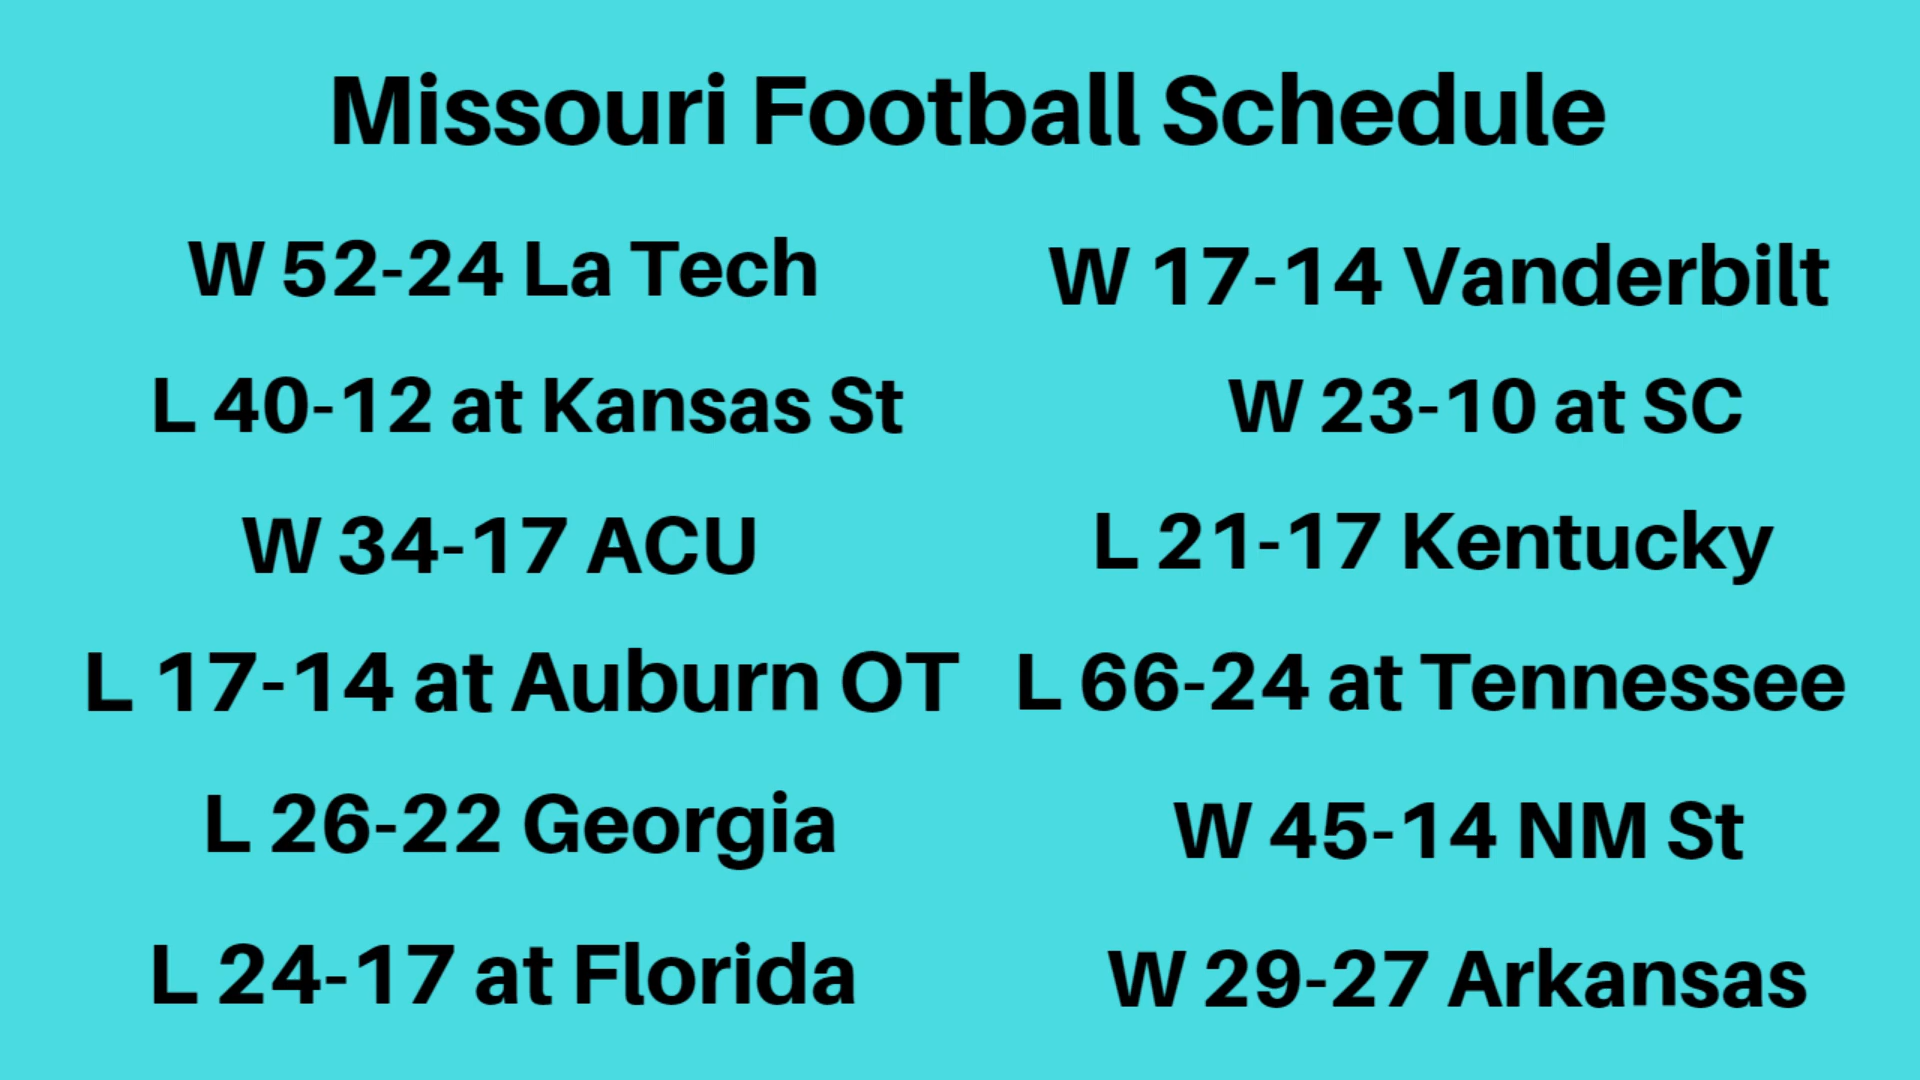 Missouri Football Schedule
W 52-24 La Tech
L 40-12 at Kansas St
W 34-17 ACU
L 17-14 at Auburn OT
L 26-22 Georgia
L 24-17 at Florida
W 17-14 Vanderbilt
W 23-10 at SC
L 21-17 Kentucky
L 66-24 at Tennessee
W 45-14 NM St
W 29-27 Arkansas